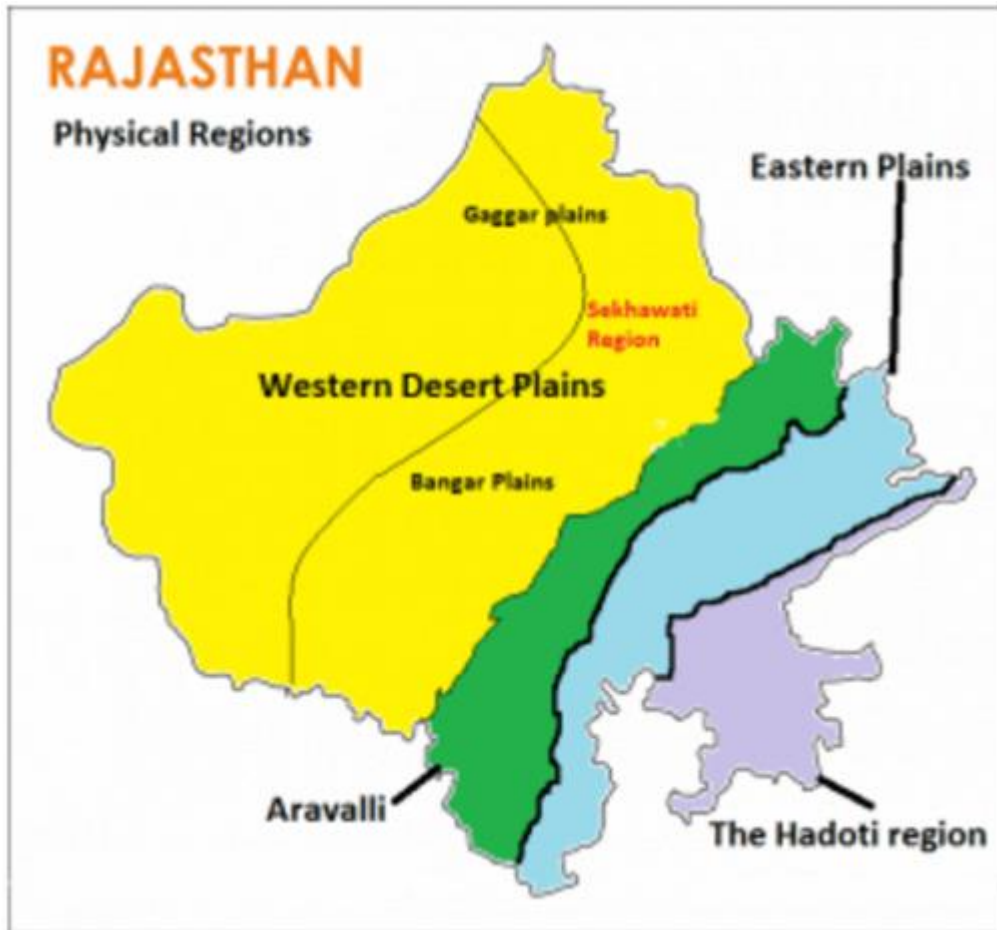 RAJASTHAN
Physical Regions
Eastern Plains
Gaggar plains
Sekhawati
Region
Western Desert Plains
Bangar Plains
Aravalli
The Hadoti region